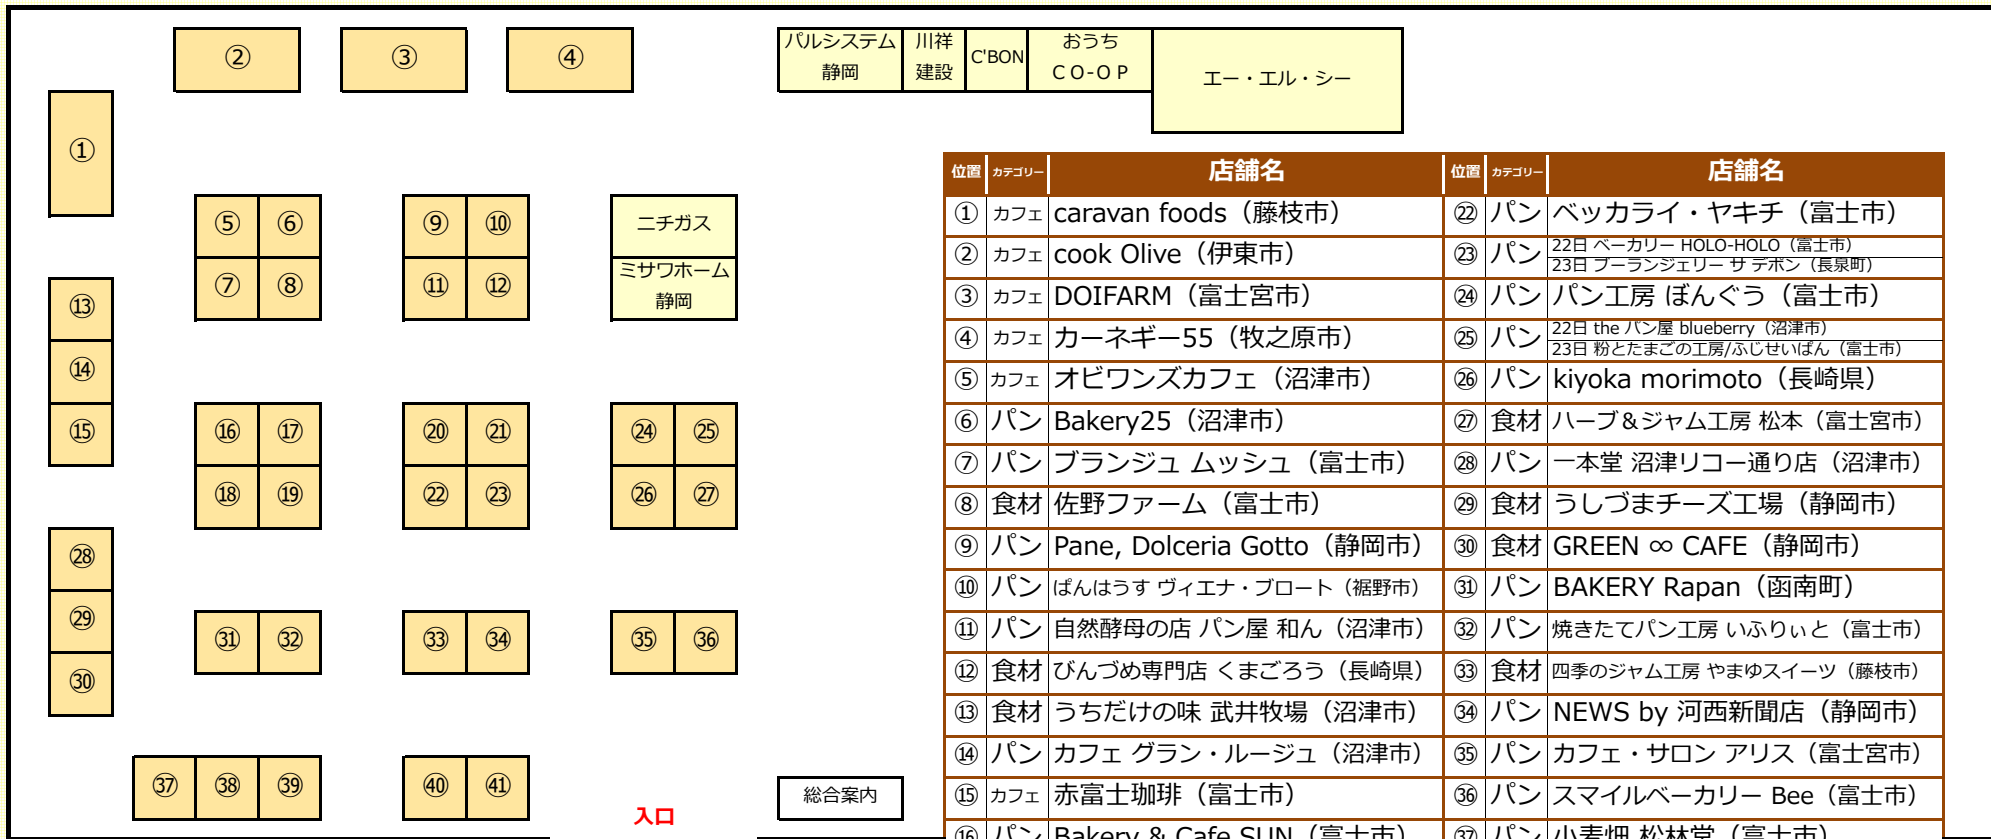 ② ③ ④
パルシステム
静岡
川祥
建設
C'BON
おうち
CO-OP
エー・エル・シー
①
⑤ ⑥ ⑨ ⑩ ニチガス
⑦ ⑧ ⑪ ⑫ ミサワホーム
静岡
⑬
⑭
⑮ ⑯ ⑰ ⑳ ㉑ ㉔ ㉕
⑱ ⑲ ㉒ ㉓ ㉖ ㉗
㉘
㉙ ㉛ ㉜ ㉝ ㉞ ㉟ ㊱
㉚
㊲ ㊳ ㊴ ㊵ ㊶ 総合案内
入口
位置 カテゴリー 店舗名 位置 カテゴリー 店舗名
① カフェ caravan foods（藤枝市） ㉒ パン ベッカライ・ヤキチ（富士市）
② カフェ cook Olive（伊東市） ㉓ パン 22日 ベーカリー HOLO-HOLO（富士市）
23日 ブーランジェリー サ デボン（長泉町）
③ カフェ DOIFARM（富士宮市） ㉔ パン パン工房 ぼんぐう（富士市）
④ カフェ カーネギー55（牧之原市） ㉕ パン 22日 the パン屋 blueberry（沼津市）
23日 粉とたまごの工房/ふじせいぱん（富士市）
⑤ カフェ オビワンズカフェ（沼津市） ㉖ パン kiyoka morimoto（長崎県）
⑥ パン Bakery25（沼津市） ㉗ 食材 ハーブ＆ジャム工房 松本（富士宮市）
⑦ パン ブランジュ ムッシュ（富士市） ㉘ パン 一本堂 沼津リコー通り店（沼津市）
⑧ 食材 佐野ファーム（富士市） ㉙ 食材 うしづまチーズ工場（静岡市）
⑨ パン Pane, Dolceria Gotto（静岡市） ㉚ 食材 GREEN ∞ CAFE（静岡市）
⑩ パン ぱんはうす ヴィエナ・ブロート（裾野市） ㉛ パン BAKERY Rapan（函南町）
⑪ パン 自然酵母の店 パン屋 和ん（沼津市） ㉜ パン 焼きたてパン工房 いふりぃと（富士市）
⑫ 食材 びんづめ専門店 くまごろう（長崎県） ㉝ 食材 四季のジャム工房 やまゆスイーツ（藤枝市）
⑬ 食材 うちだけの味 武井牧場（沼津市） ㉞ パン NEWS by 河西新聞店（静岡市）
⑭ パン カフェ グラン・ルージュ（沼津市） ㉟ パン カフェ・サロン アリス（富士宮市）
⑮ カフェ 赤富士珈琲（富士市） ㊱ パン スマイルベーカリー Bee（富士市）
⑯ パン Bakery & Cafe SUN（富士市） ㊲ パン 小麦畑 松林堂（富士市）